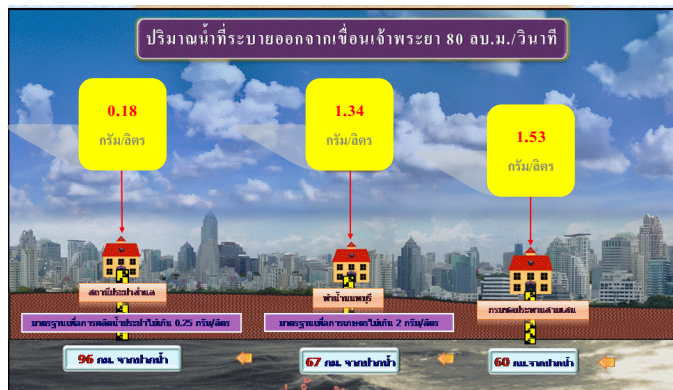 ปริมาณน้ำที่ระบายออกจากเขื่อนเจ้าพระยา 80 ลบ.ม./วินาที
0.18
กรัม/ลิตร
1.34
กรัม/ลิตร
1.53
กรัม/ลิตร
สถานีประปาสำแล
ท่าน้ำนนทบุรี
กรมชลประทานสามเสน
มาตรฐานเพื่อการผลิตน้ำประปาไม่เกิน 0.25 กรัม/ลิตร
มาตรฐานเพื่อการเกษตรไม่เกิน 2 กรัม/ลิตร
96 กม. จากปากน้ำ
67 กม. จากปากน้ำ
60 กม.จากปากน้ำ